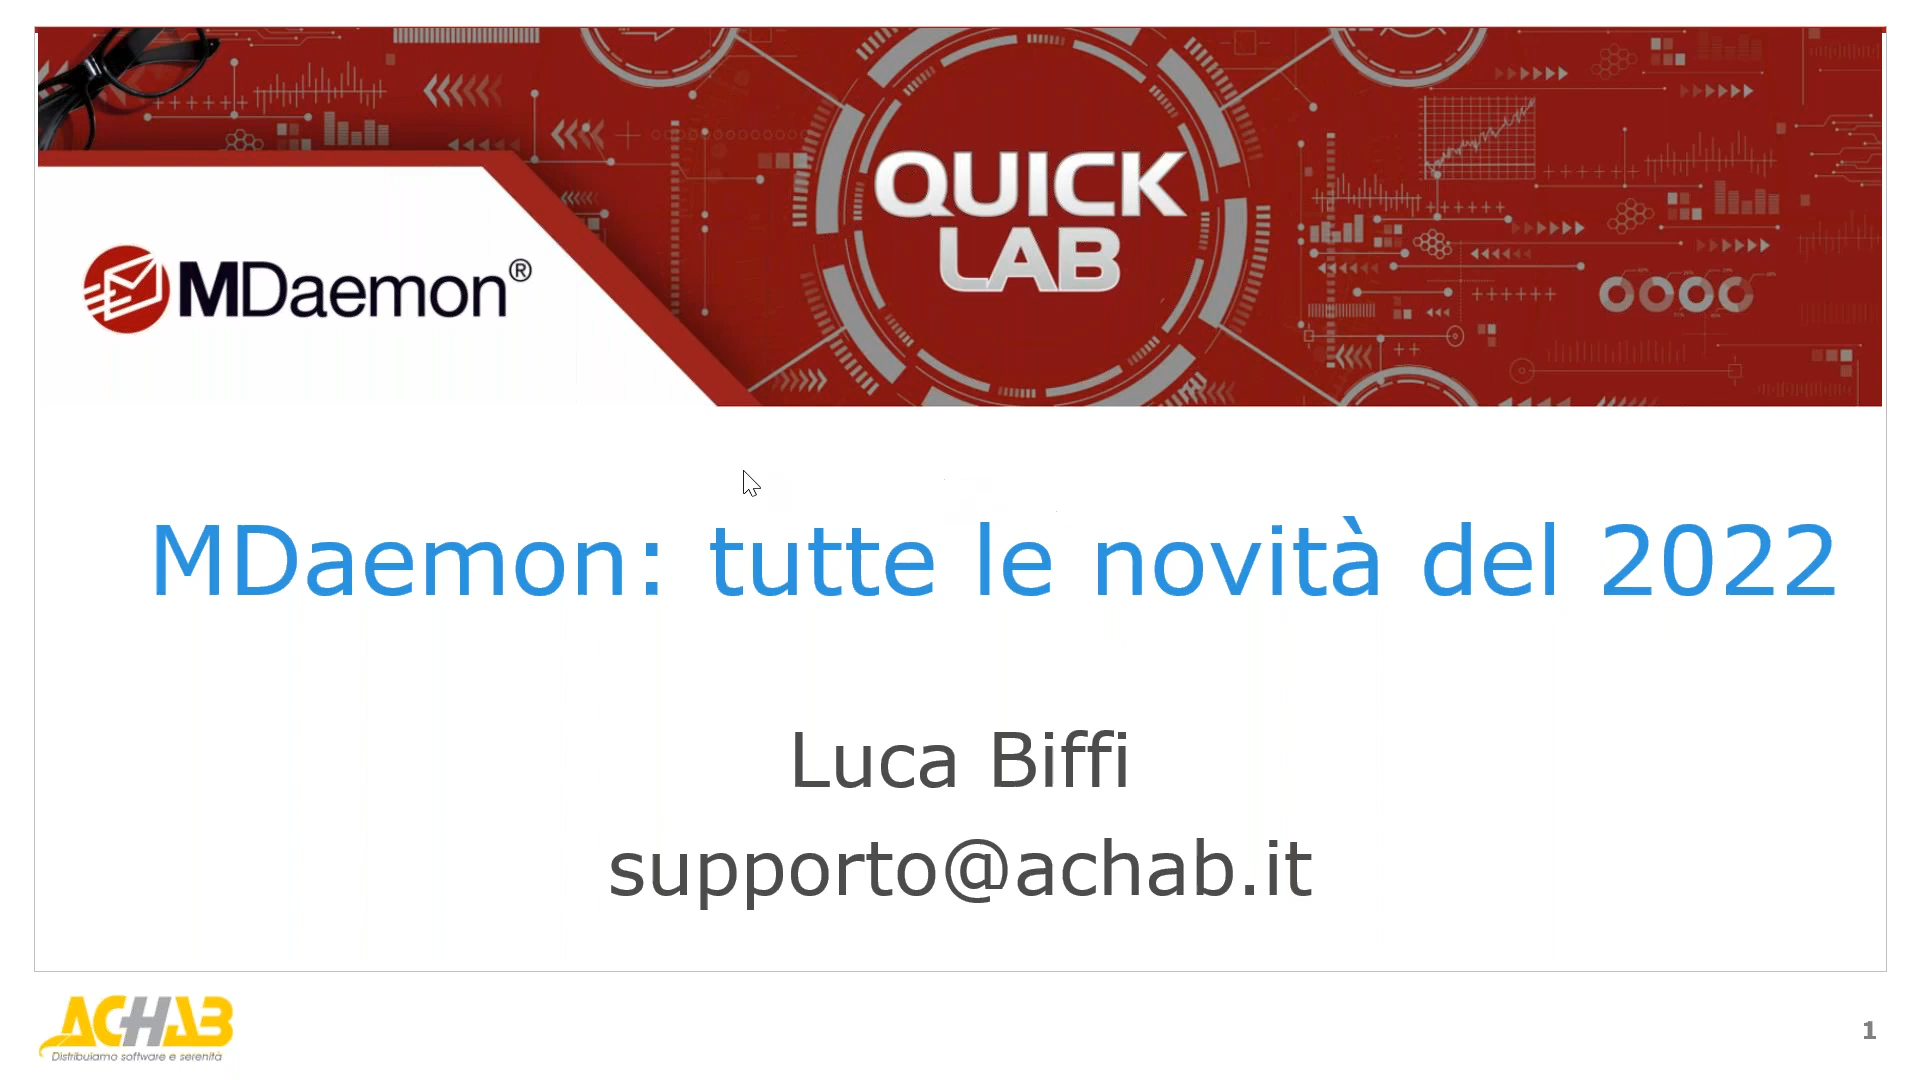 QUICK
LAB
MDaemon®
MDaemon: tutte le novità del 2022
Luca Biffi
supporto@achab.it
ACHAB
Distribuiamo software e serenità
1